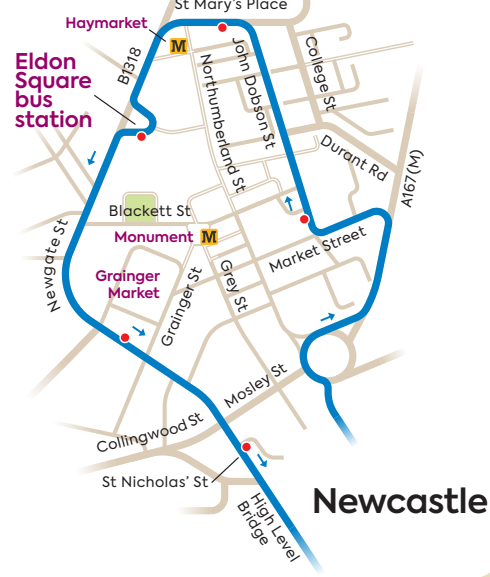 St Mary's Place
Haymarket
M
B1318
Eldon
Square
bus
station
Northumberland St
John Dobson St
College St
Durant Rd
A167(M)
Blackett St
Monument M
Newgate St
Grainger
Market
Grainger St
Grey St
Market Street
Mosley St
Collingwood St
St Nicholas' St
High Level
Bridge
Newcastle